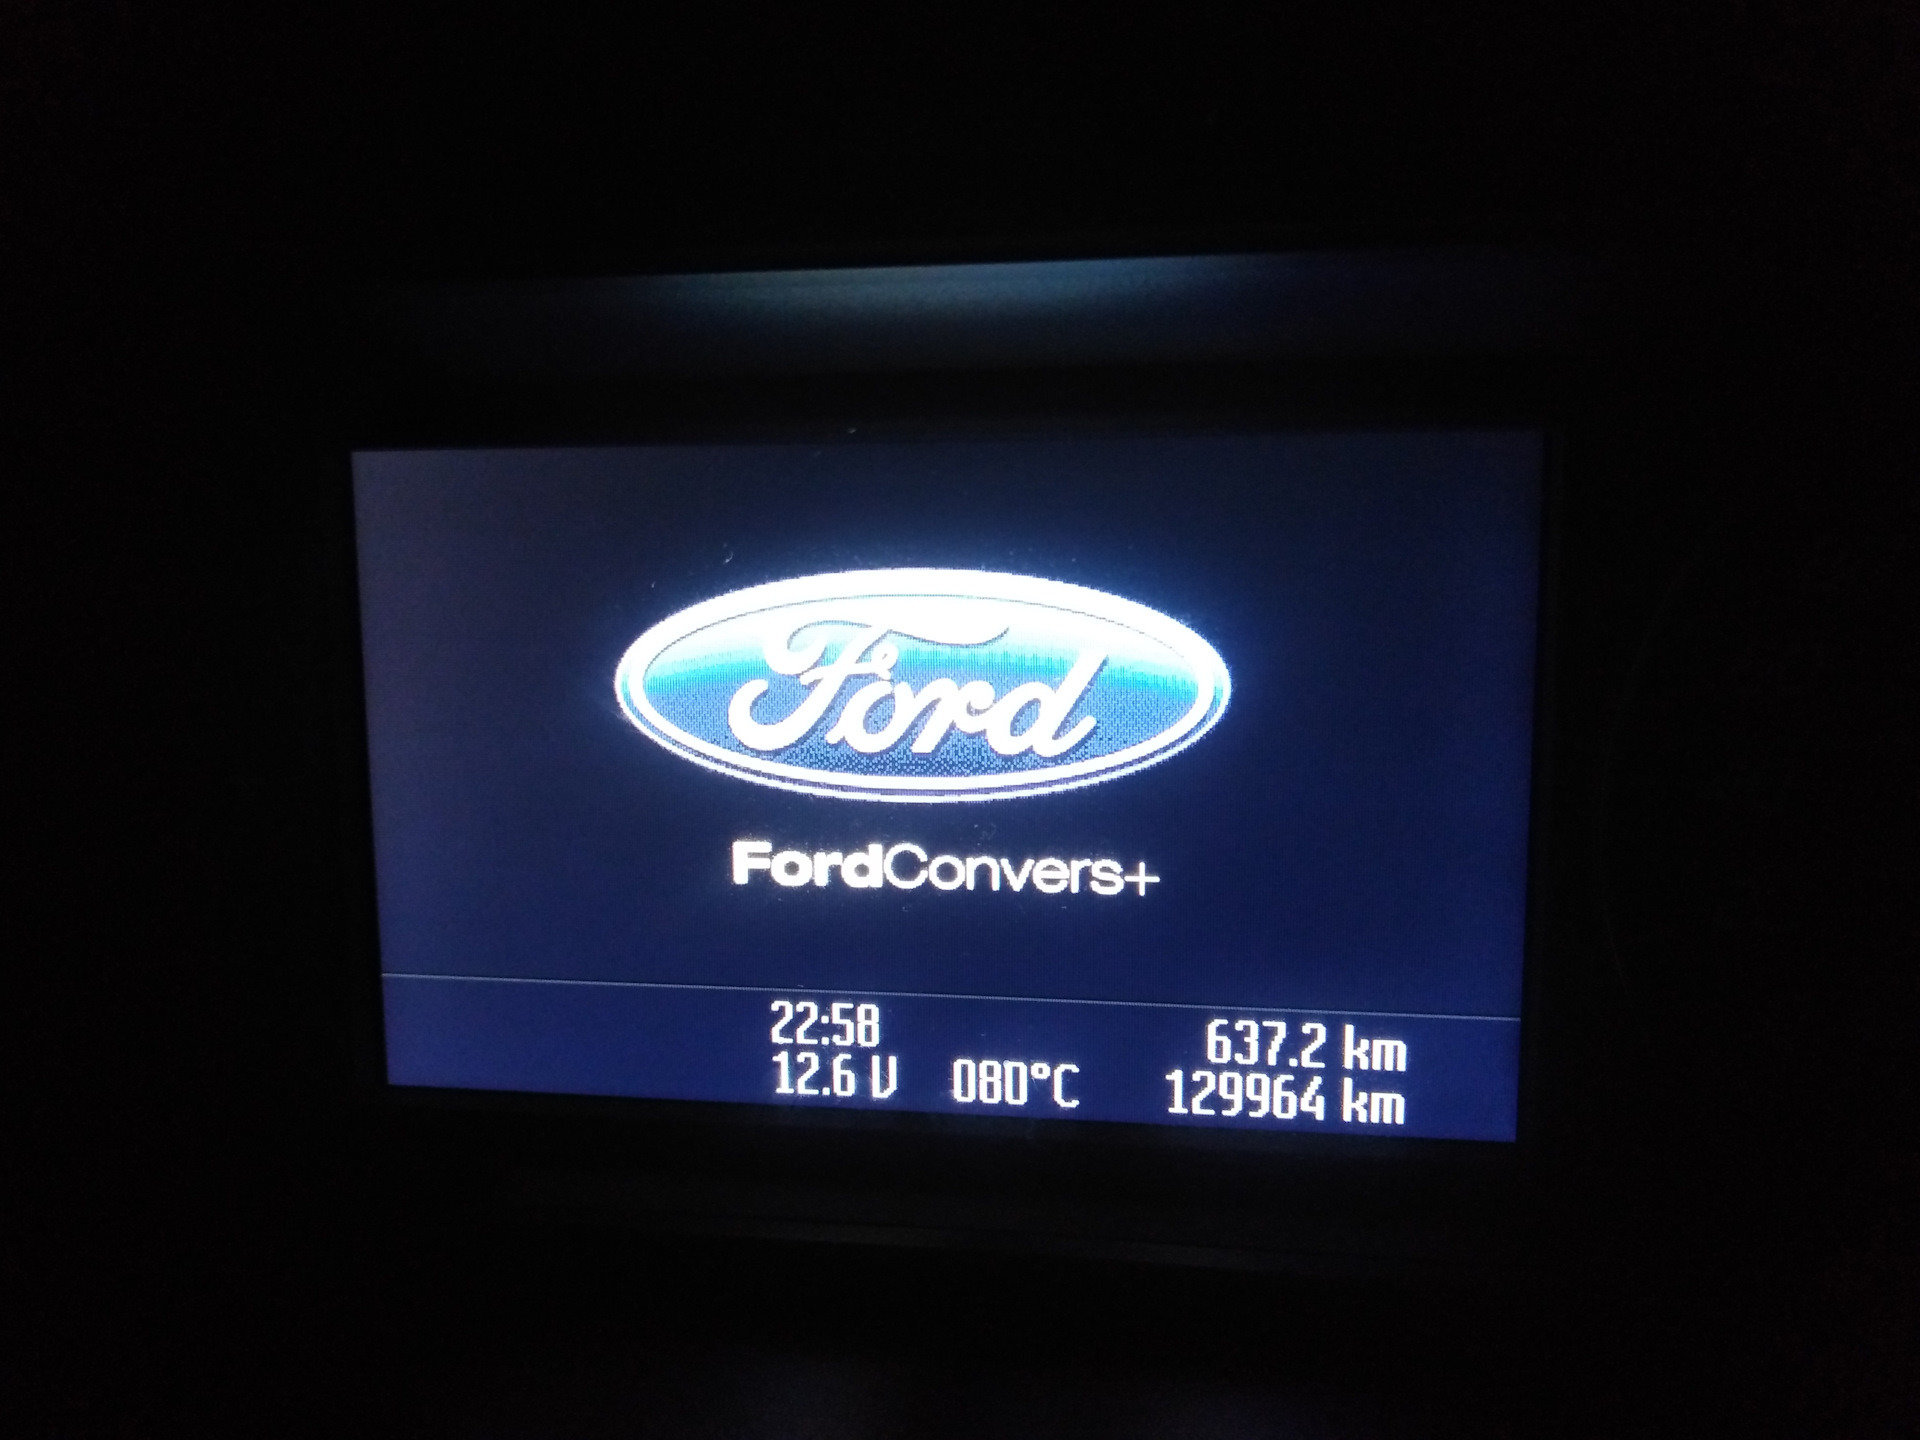 Ford
FordConvers+
22:58
637.2 km
12.6 V 080°C
129964 km